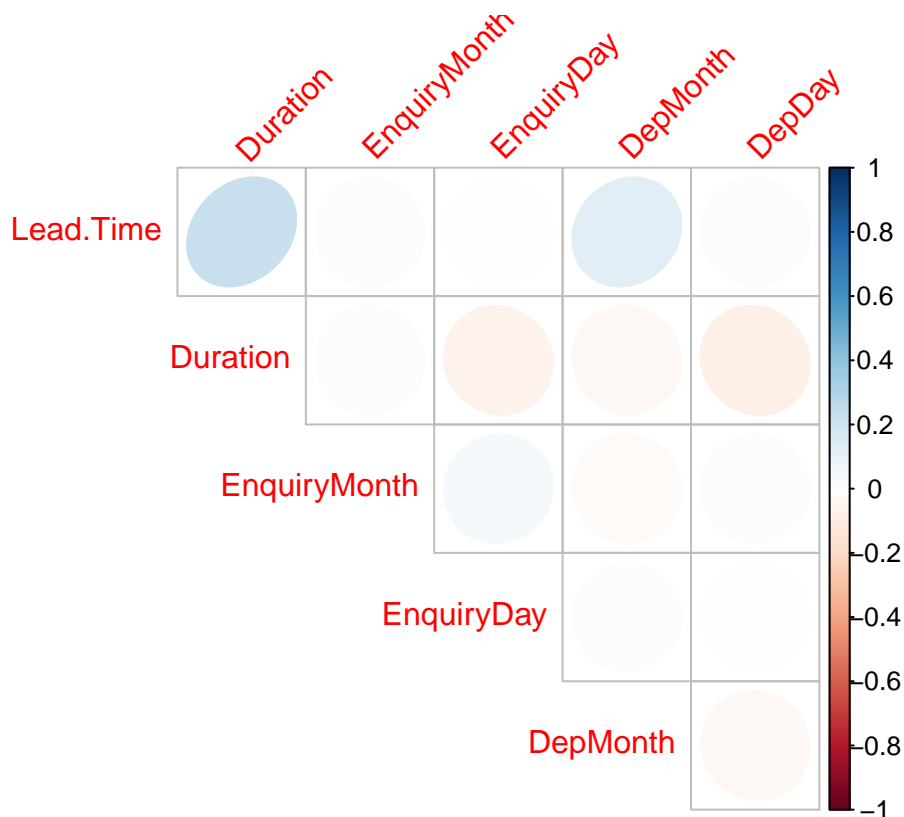 Duration
EnquiryMonth
EnquiryDay
DepMonth
DepDay
Lead.Time
Duration
EnquiryMonth
EnquiryDay
DepMonth
1
0.8
0.6
0.4
0.2
0
−0.2
−0.4
−0.6
−0.8
−1